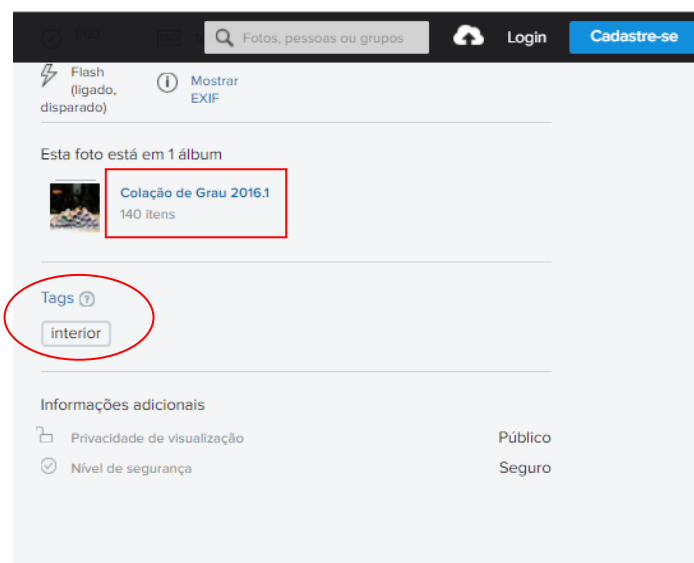 Fotos, pessoas ou grupos
Login
Cadastre-se
Flash
(ligado,
disparado)
Mostrar
EXIF
Esta foto está em 1 álbum
Colação de Grau 2016.1
140 itens
Tags ?
interior
Informações adicionais
Privacidade de visualização Público
Nível de segurança Seguro